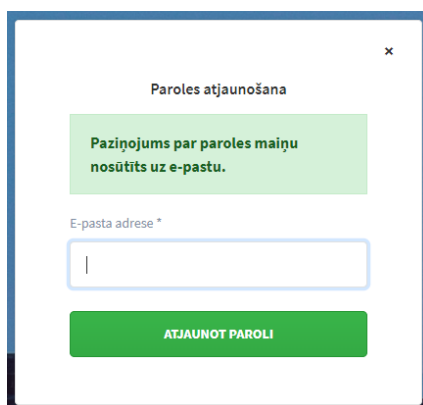 ×
Paroles atjaunošana
Paziņojums par paroles maiņu
nosūtīts uz e-pastu.
E-pasta adrese *
ATJAUNOT PAROLI